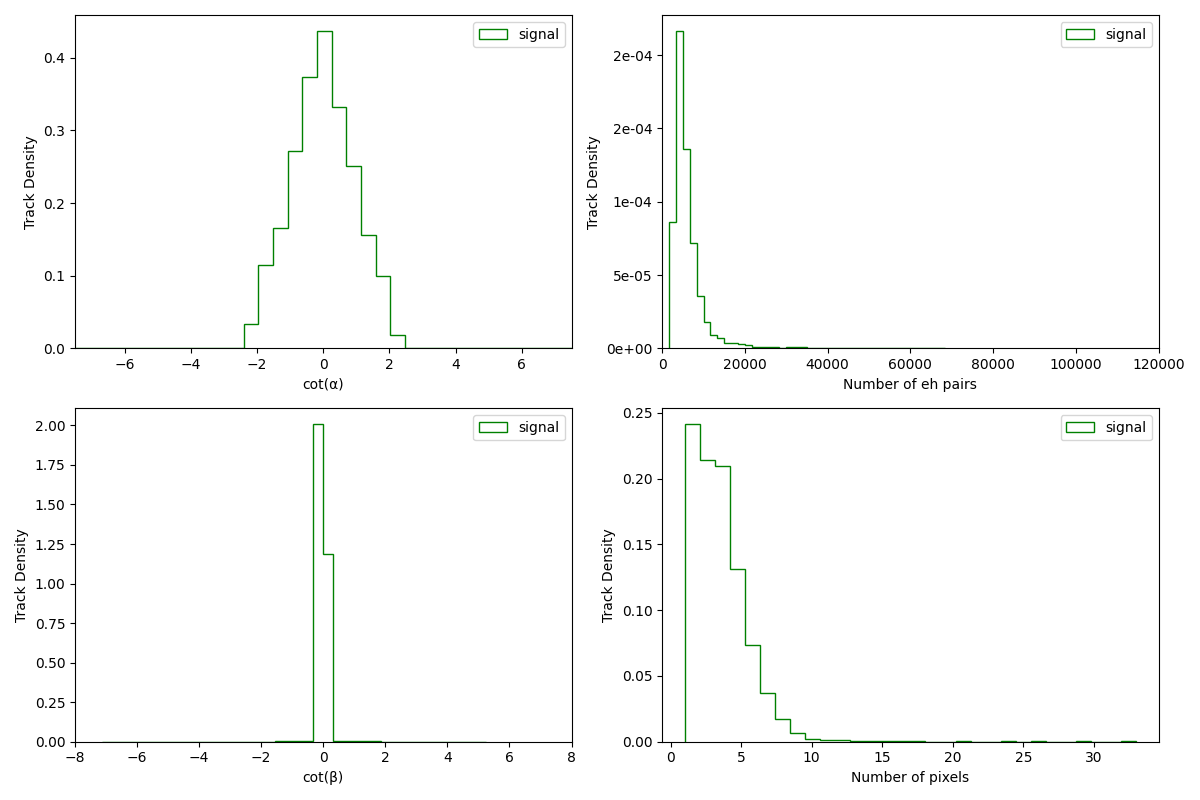 signal
Track Density
0.4
0.3
0.2
0.1
0.0
−6 −4 −2 0 2 4 6
cot(α)
signal
Track Density
2e-04
2e-04
1e-04
5e-05
0e+00
0 20000 40000 60000 80000 100000 120000
Number of eh pairs
signal
Track Density
2.00
1.75
1.50
1.25
1.00
0.75
0.50
0.25
0.00
−8 −6 −4 −2 0 2 4 6 8
cot(β)
signal
Track Density
0.25
0.20
0.15
0.10
0.05
0.00
0 5 10 15 20 25 30
Number of pixels